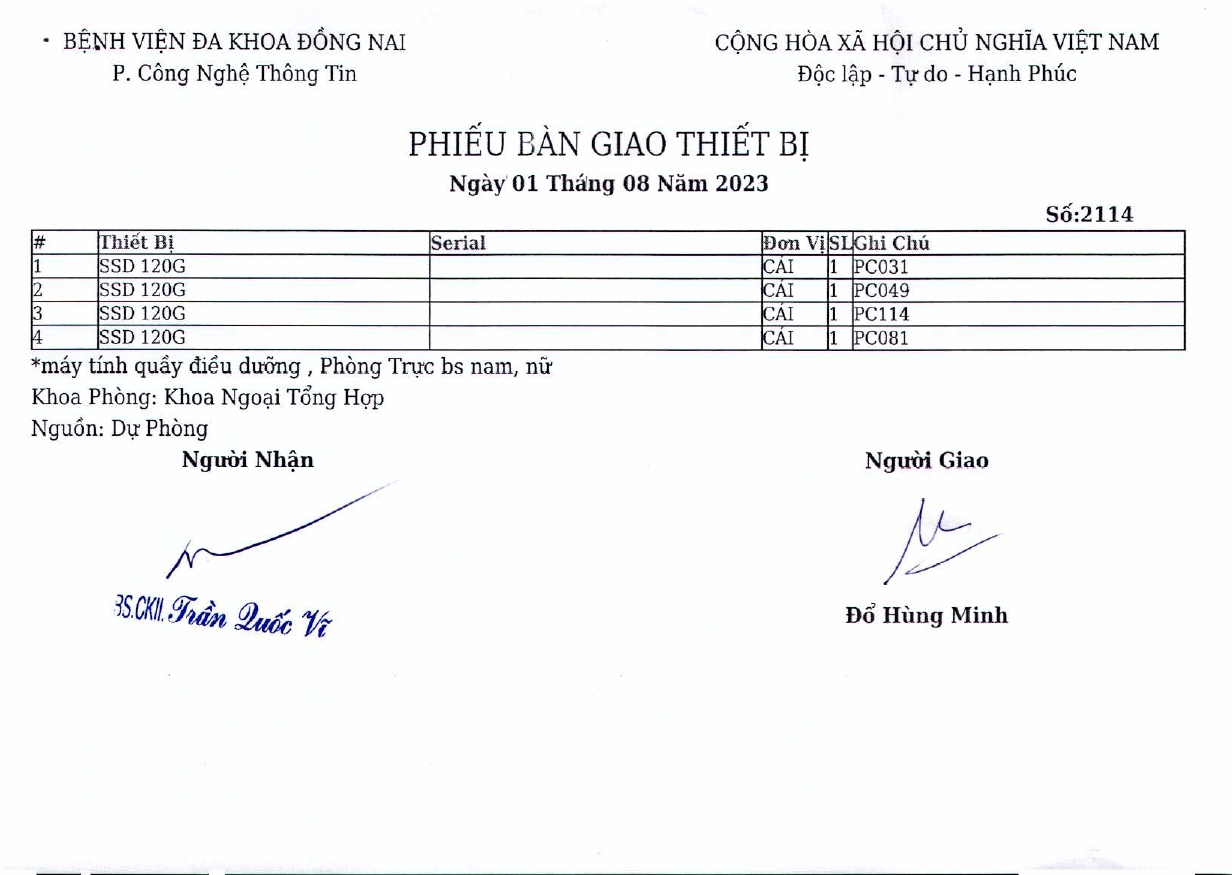 BỆNH VIỆN ĐA KHOA ĐỒNG NAI
P. Công Nghệ Thông Tin
CỘNG HÒA XÃ HỘI CHỦ NGHĨA VIỆT NAM
Độc lập - Tự do - Hạnh Phúc
PHIẾU BÀN GIAO THIẾT BỊ
Ngày 01 Tháng 08 Năm 2023
Số:2114
# Thiết Bị Serial Đơn Vị SL Ghi Chú
1 SSD 120G CÁI 1 PC031
2 SSD 120G CÁI 1 PC049
3 SSD 120G CÁI 1 PC114
4 SSD 120G CÁI 1 PC081
*máy tính quầy điều dưỡng , Phòng Trực bs nam, nữ
Khoa Phòng: Khoa Ngoại Tổng Hợp
Nguồn: Dự Phòng
Người Nhận Người Giao
BS.CKII. Trần Quốc Vĩ
Đổ Hùng Minh